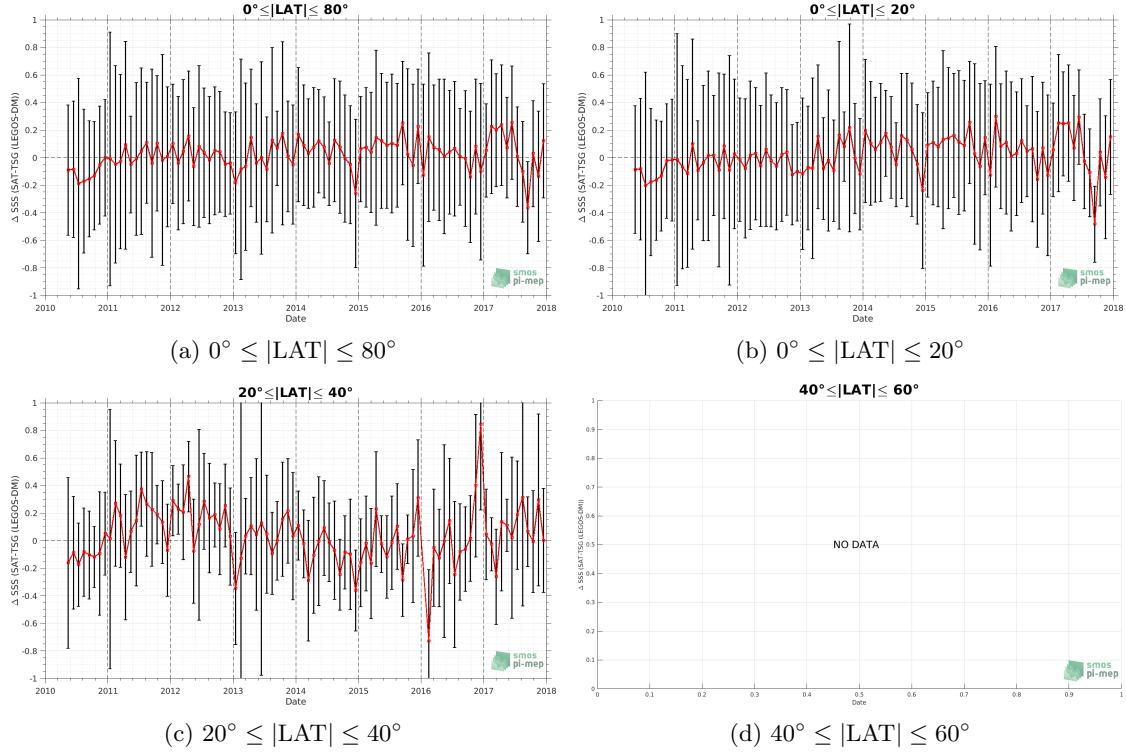 0°≤|LAT|≤ 80°
Δ SSS (SAT-TSG (LEGOS-DM))
1
0.8
0.6
0.4
0.2
0
-0.2
-0.4
-0.6
-0.8
-1
2010 2011 2012 2013 2014 2015 2016 2017 2018
Date
smos
pi-mep
(a) 0° ≤ |LAT| ≤ 80°
0°≤|LAT|≤ 20°
Δ SSS (SAT-TSG (LEGOS-DM))
1
0.8
0.6
0.4
0.2
0
-0.2
-0.4
-0.6
-0.8
-1
2010 2011 2012 2013 2014 2015 2016 2017 2018
Date
smos
pi-mep
(b) 0° ≤ |LAT| ≤ 20°
20°≤|LAT|≤ 40°
Δ SSS (SAT-TSG (LEGOS-DM))
1
0.8
0.6
0.4
0.2
0
-0.2
-0.4
-0.6
-0.8
-1
2010 2011 2012 2013 2014 2015 2016 2017 2018
Date
smos
pi-mep
(c) 20° ≤ |LAT| ≤ 40°
40°≤|LAT|≤ 60°
Δ SSS (SAT-TSG (LEGOS-DM))
1
0.9
0.8
0.7
0.6
0.5
0.4
0.3
0.2
0.1
0
NO DATA
0 0.1 0.2 0.3 0.4 0.5 0.6 0.7 0.8 0.9 1
Date
smos
pi-mep
(d) 40° ≤ |LAT| ≤ 60°